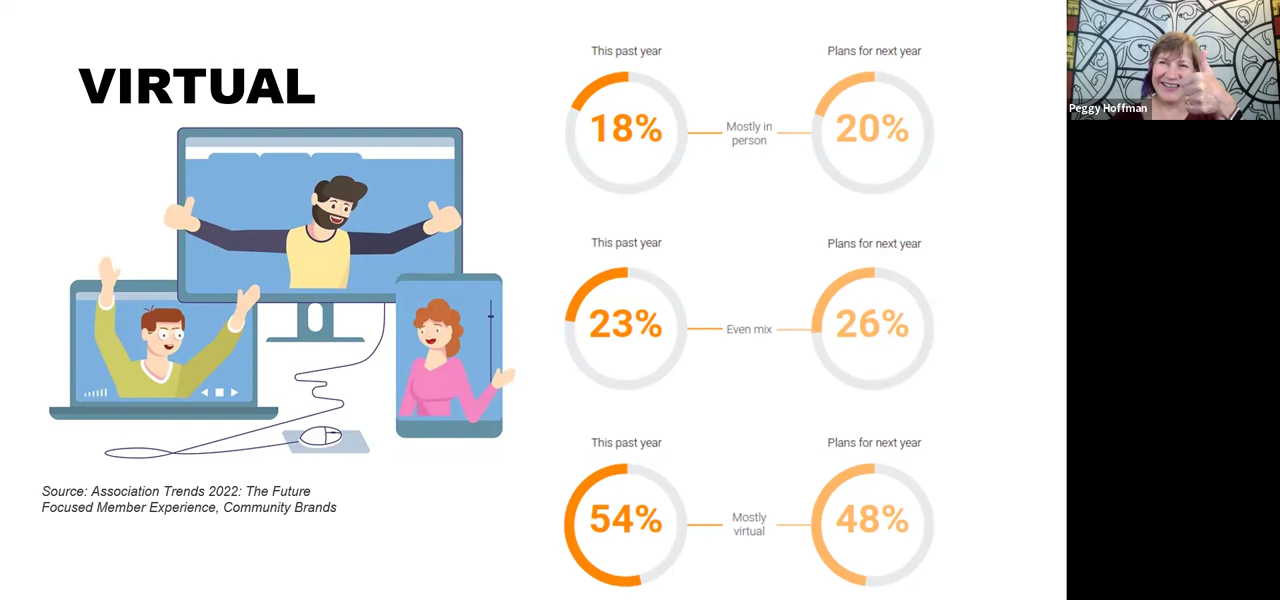 VIRTUAL
Source: Association Trends 2022: The Future
Focused Member Experience, Community Brands
This past year
Plans for next year
18%
Mostly in
person
20%
This past year
Plans for next year
23%
Even mix
26%
This past year
Plans for next year
54%
Mostly
virtual
48%
Peggy Hoffman